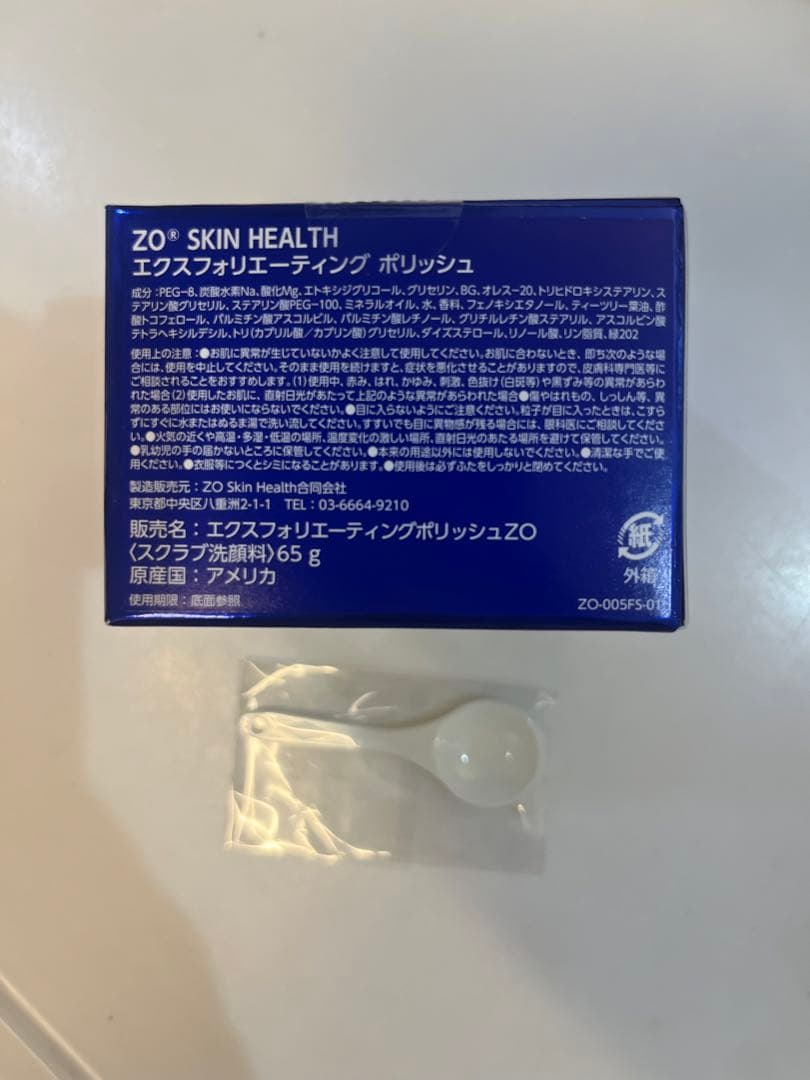 ZO® SKIN HEALTH
エクスフォリエーティング ポリッシュ
成分：PEG−8、炭酸水素Na、酸化Mg、エトキシジグリコール、グリセリン、BG、オレス−20、トリヒドロキシステアリン、ス
テアリン酸グリセリル、ステアリン酸PEG−100、ミネラルオイル、水、香料、フェノキシエタノール、ティーツリー葉油、酢
酸トコフェロール、パルミチン酸アスコルビル、パルミチン酸レチノール、グリチルレチン酸ステアリル、アスコルビン酸
テトラヘキシルデシル、トリ（カプリル酸／カプリン酸）グリセリル、ダイズステロール、リノール酸、リン脂質、緑202
使用上の注意：●お肌に異常が生じていないかよく注意して使用してください。お肌に合わないとき、即ち次のような場
合には、使用を中止してください。そのまま使用を続けますと、症状を悪化させることがありますので、皮膚科専門医等に
ご相談されることをおすすめします。（1）使用中、赤み、はれ、かゆみ、刺激、色抜け（白斑等）や黒ずみ等の異常があらわ
れた場合（2）使用したお肌に、直射日光があたって上記のような異常があらわれた場合●傷やはれもの、しっしん等、異
常のある部位にはお使いにならないでください。●目に入らないようにご注意ください。粒子が目に入ったときは、こすら
ずにすぐに水またはぬるま湯で洗い流してください。すすいでも目に異物感が残る場合には、眼科医にご相談してくださ
い。●火気の近くや高温・多湿・低温の場所、温度変化の激しい場所、直射日光のあたる場所を避けて保管してください。
●乳幼児の手の届かないところに保管してください。●本来の用途以外には使用しないでください。●清潔な手でご使
用ください。●衣服等につくとシミになることがあります。●使用後は必ずふたをしっかりと閉めてください。
製造販売元：ZO Skin Health合同会社
東京都中央区八重洲2-1-1 TEL：03-6664-9210
販売名：エクスフォリエーティングポリッシュZO
〈スクラブ洗顔料〉65 g
原産国：アメリカ
使用期限：底面参照
紙
外箱
ZO-005FS-01